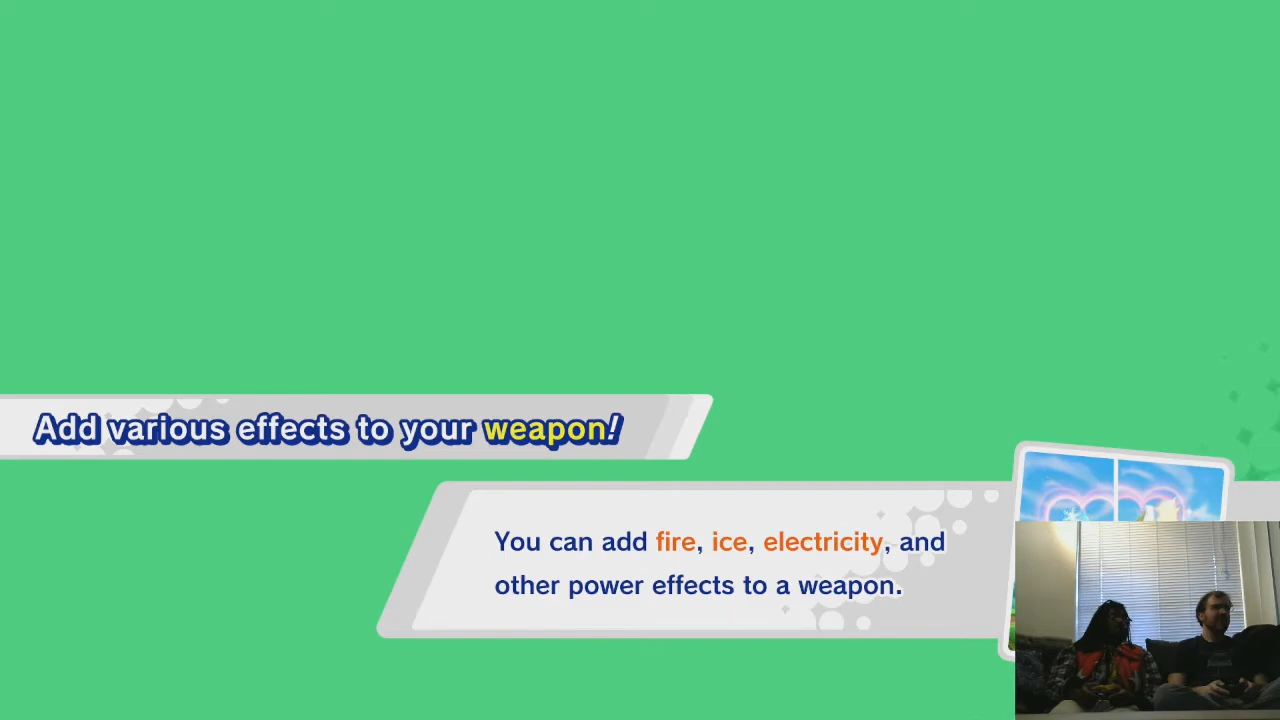 Add various effects to your weapon!
You can add fire, ice, electricity, and
other power effects to a weapon.